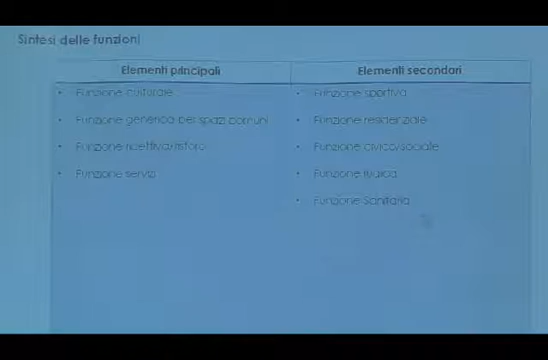 Sintesi delle funzioni
Elementi principali
Funzione culturale
Funzione generica per spazi comuni
Funzione ricettiva/ristoro
Funzione servizi
Elementi secondari
Funzione sportiva
Funzione residenziale
Funzione civico/sociale
Funzione ludica
Funzione Sanitaria